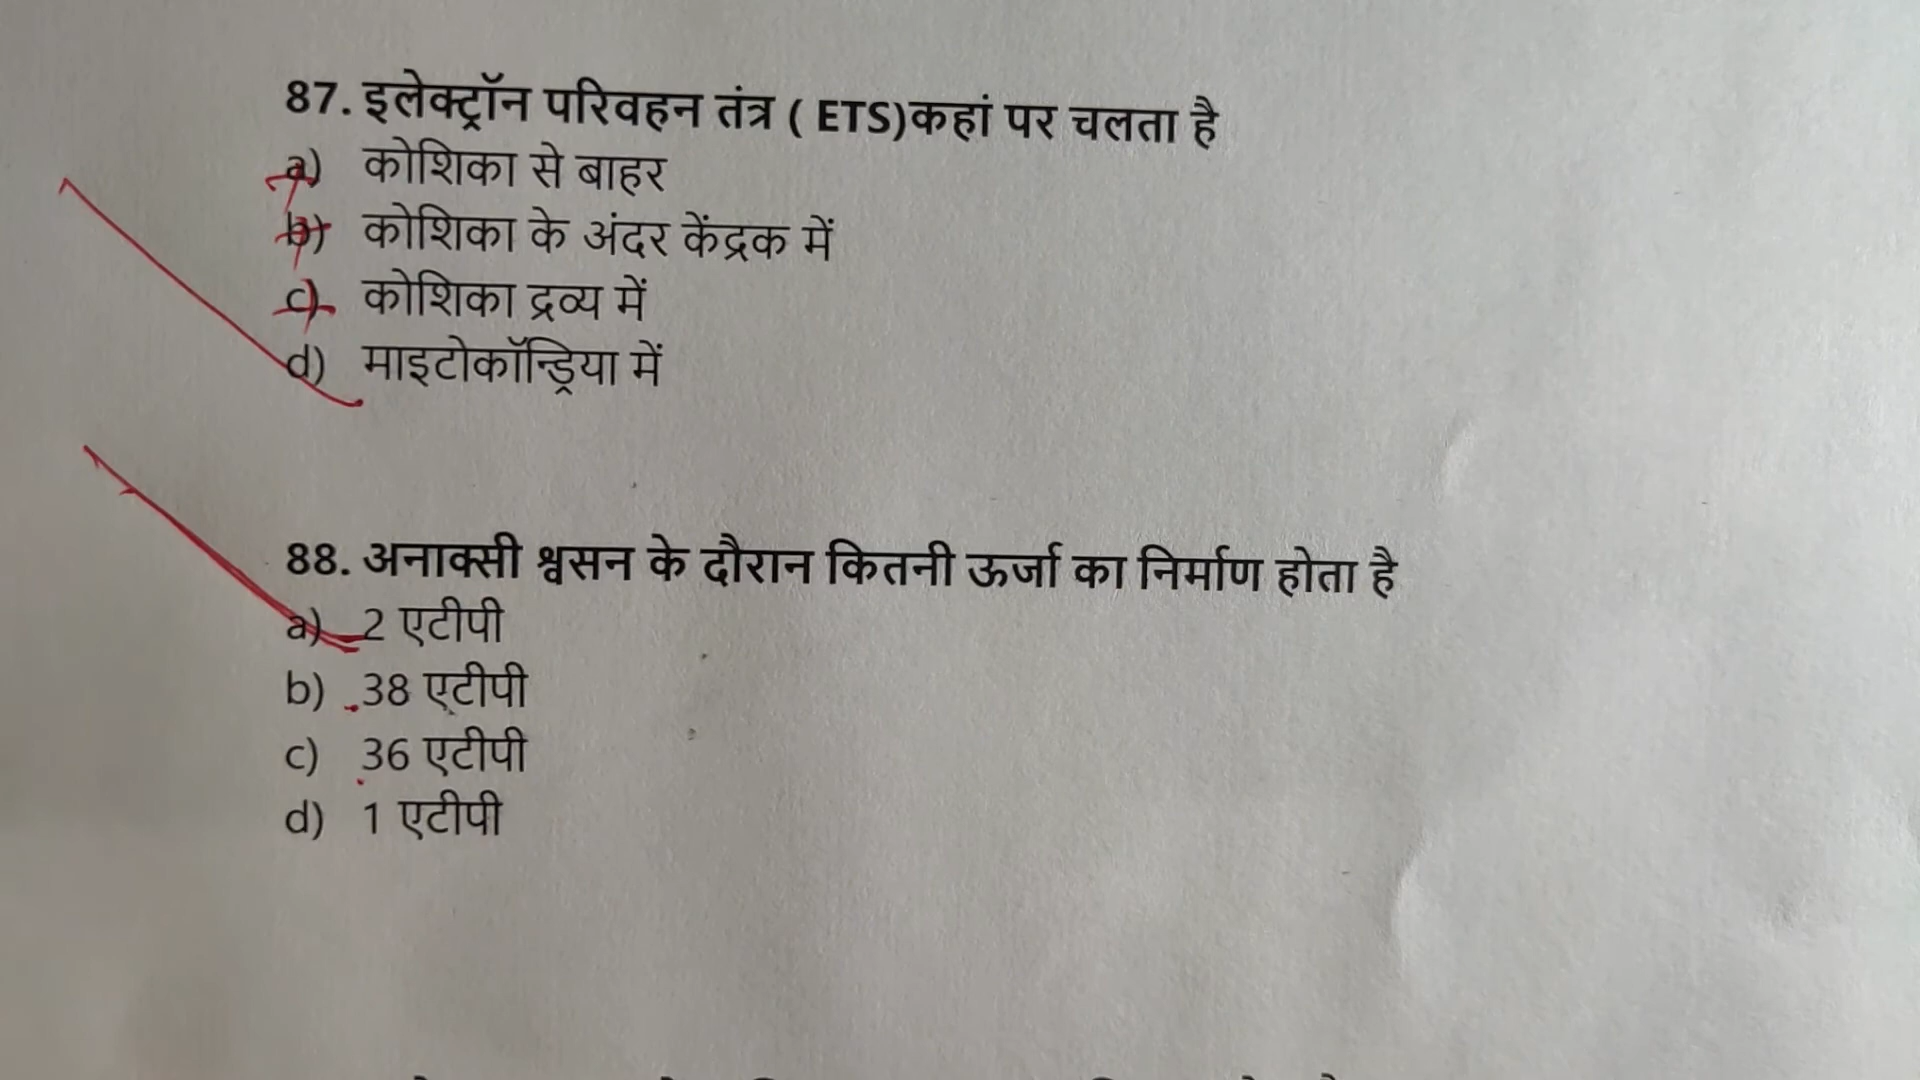 87. इलेक्ट्रॉन परिवहन तंत्र ( ETS)कहां पर चलता है
a) कोशिका से बाहर
b) कोशिका के अंदर केंद्रक में
c) कोशिका द्रव्य में
d) माइटोकॉन्ड्रिया में
88. अनाक्सी श्वसन के दौरान कितनी ऊर्जा का निर्माण होता है
a) 2 एटीपी
b) 38 एटीपी
c) 36 एटीपी
d) 1 एटीपी